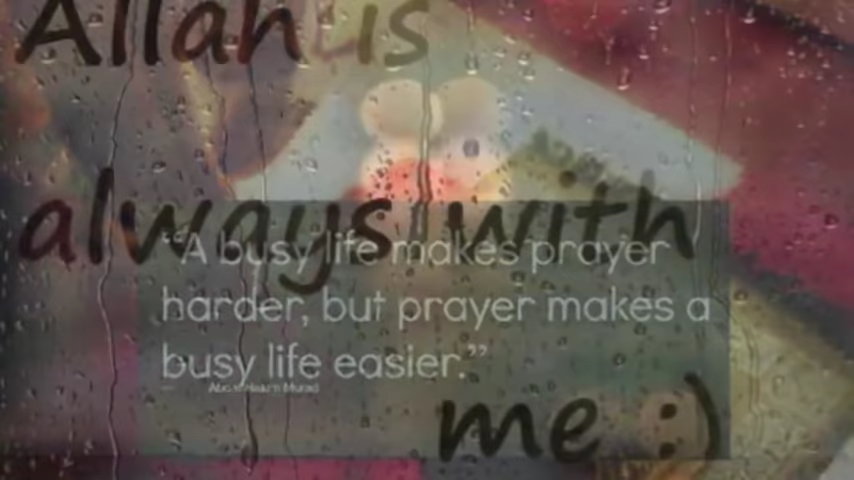 Allah is
always with
me :)
“A busy life makes prayer
harder, but prayer makes a
busy life easier.”